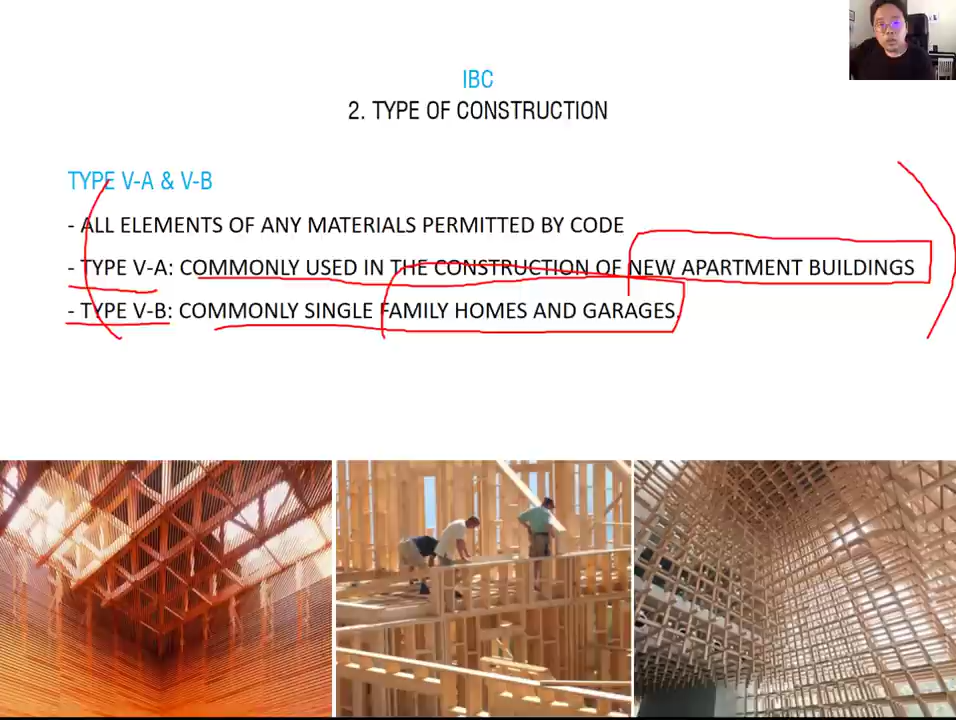 IBC
2. TYPE OF CONSTRUCTION
TYPE V-A & V-B
- ALL ELEMENTS OF ANY MATERIALS PERMITTED BY CODE
- TYPE V-A: COMMONLY USED IN THE CONSTRUCTION OF NEW APARTMENT BUILDINGS
- TYPE V-B: COMMONLY SINGLE FAMILY HOMES AND GARAGES.